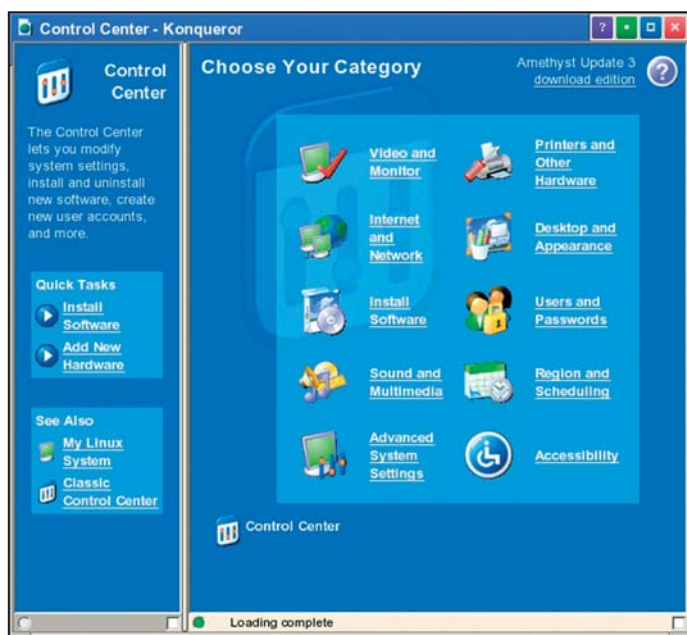 Control Center - Konqueror
Control
Center
The Control Center
lets you modify
system settings,
install and uninstall
new software, create
new user accounts,
and more.
Quick Tasks
Install
Software
Add New
Hardware
See Also
My Linux
System
Classic
Control Center
Choose Your Category
Amethyst Update 3
download edition
?
Video and
Monitor
Printers and
Other
Hardware
Internet
and
Network
Desktop and
Appearance
Install
Software
Users and
Passwords
Sound and
Multimedia
Region and
Scheduling
Advanced
System
Settings
Accessibility
Control Center
Loading complete